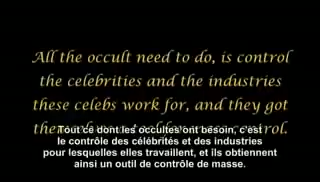 All the occult need to do, is control
the celebrities and the industries
these celebs work for, and they got
control.
Tout ce dont les occultes ont besoin, c'est
le contrôle des célébrités et des industries
pour lesquelles elles travaillent, et ils obtiennent
ainsi un outil de contrôle de masse.